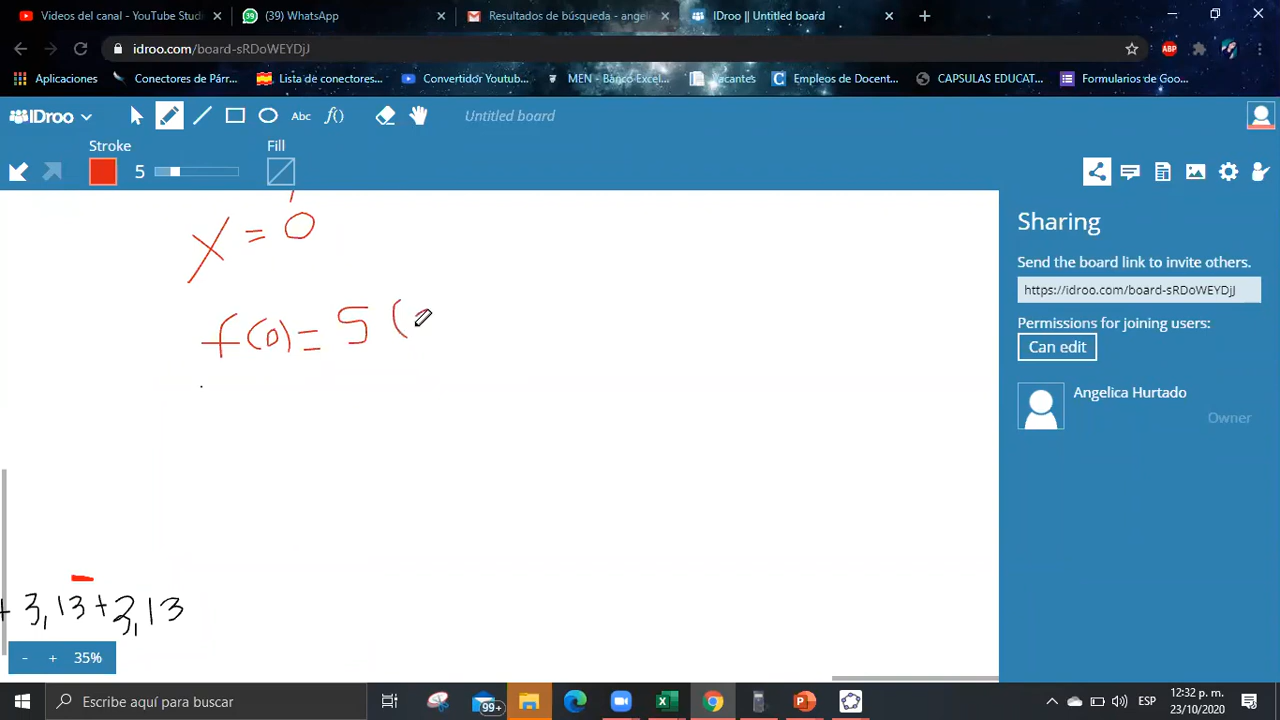 Videos del canal - YouTube Stud
(39) WhatsApp
Resultados de búsqueda - angel
IDroo || Untitled board
idroo.com/board-sRDoWEYDjJ
ABP
Aplicaciones
Conectores de Párr...
Lista de conectores...
Convertidor Youtub...
MEN - Banco Excel...
Vacantes
Empleos de Docent...
CAPSULAS EDUCAT...
Formularios de Goo...
IDroo
Abc
f()
Untitled board
Stroke
Fill
5
x = 0
f(0) = 5 (
+ 3,13 + 3,13
- + 35%
Sharing
Send the board link to invite others.
https://idroo.com/board-sRDoWEYDjJ
Permissions for joining users:
Can edit
Angelica Hurtado
Owner
Escribe aquí para buscar
99+
ESP
12:32 p. m.
23/10/2020